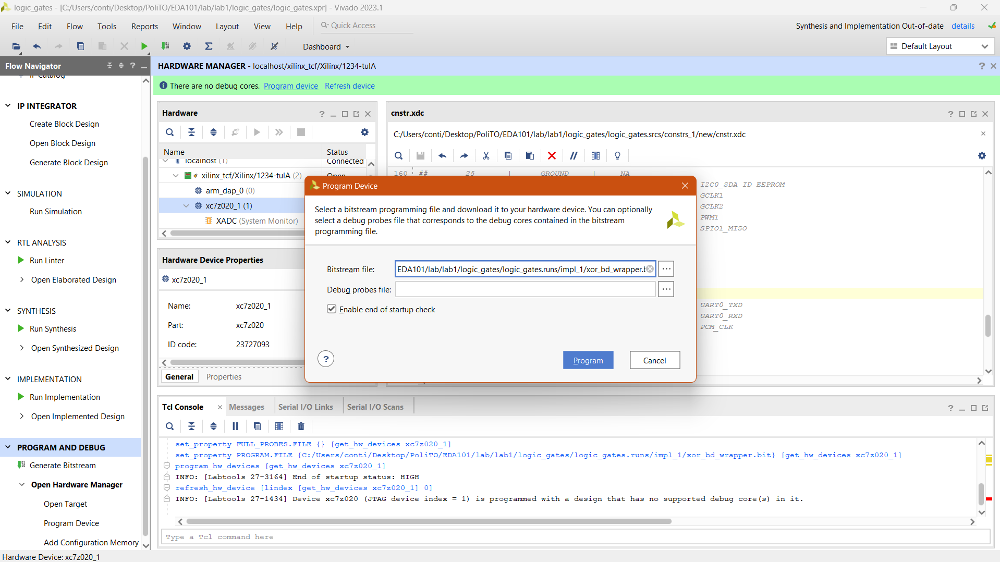 logic_gates - [C:/Users/conti/Desktop/PoliTO/EDA101/lab/lab1/logic_gates/logic_gates.xpr] - Vivado 2023.1
File Edit Flow Tools Reports Window Layout View Help Quick Access
Synthesis and Implementation Out-of-date details
Dashboard
Default Layout
Flow Navigator
HARDWARE MANAGER - localhost/xilinx_tcf/Xilinx/1234-tulA
There are no debug cores. Program device Refresh device
IP Catalog
IP INTEGRATOR
Create Block Design
Open Block Design
Generate Block Design
SIMULATION
Run Simulation
RTL ANALYSIS
Run Linter
Open Elaborated Design
SYNTHESIS
Run Synthesis
Open Synthesized Design
IMPLEMENTATION
Run Implementation
Open Implemented Design
PROGRAM AND DEBUG
Generate Bitstream
Open Hardware Manager
Open Target
Program Device
Add Configuration Memory
Hardware
Name Status
localhost (1) Connected
xilinx_tcf/Xilinx/1234-tulA (2) Open
arm_dap_0 (0)
xc7z020_1 (1)
XADC (System Monitor)
Hardware Device Properties
xc7z020_1
Name: xc7z020_1
Part: xc7z020
ID code: 23727093
General Properties
cnstr.xdc
C:/Users/conti/Desktop/PoliTO/EDA101/lab/lab1/logic_gates/logic_gates.srcs/constrs_1/new/cnstr.xdc
160 ## 25 | GROUND | NA
I2C0_SDA ID EEPROM
GCLK1
GCLK2
PWM1
SPIO1_MISO
UART0_TXD
UART0_RXD
PCM_CLK
Program Device
Select a bitstream programming file and download it to your hardware device. You can optionally
select a debug probes file that corresponds to the debug cores contained in the bitstream
programming file.
Bitstream file: EDA101/lab/lab1/logic_gates/logic_gates.runs/impl_1/xor_bd_wrapper.
Debug probes file:
Enable end of startup check
Program Cancel
Tcl Console Messages Serial I/O Links Serial I/O Scans
set_property FULL_PROBES.FILE {} [get_hw_devices xc7z020_1]
set_property PROGRAM.FILE {C:/Users/conti/Desktop/PoliTO/EDA101/lab/lab1/logic_gates/logic_gates.runs/impl_1/xor_bd_wrapper.bit} [get_hw_devices xc7z020_1]
program_hw_devices [get_hw_devices xc7z020_1]
INFO: [Labtools 27-3164] End of startup status: HIGH
refresh_hw_device [lindex [get_hw_devices xc7z020_1] 0]
INFO: [Labtools 27-1434] Device xc7z020 (JTAG device index = 1) is programmed with a design that has no supported debug core(s) in it.
Type a Tcl command here
Hardware Device: xc7z020_1